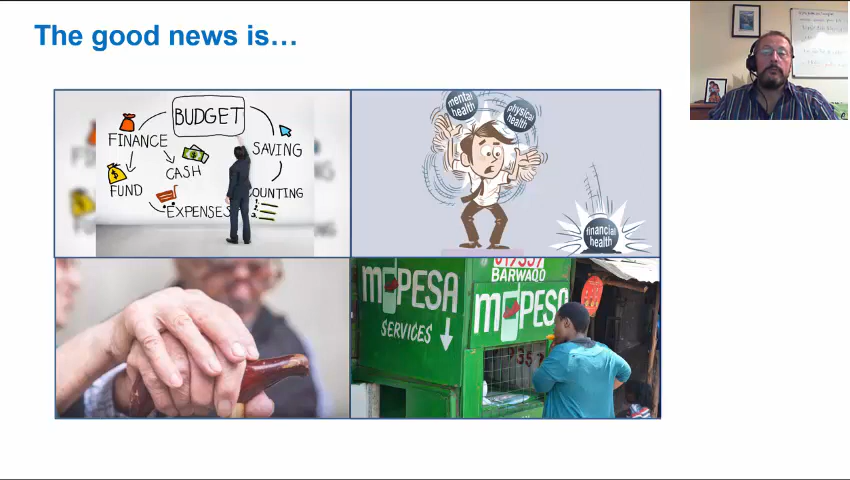 The good news is…
BUDGET
FINANCE
SAVING
CASH
FUND
COUNTING
EXPENSES
mental
health
physical
health
financial
health
BARWAQO
M-PESA
SERVICES
M-PESA